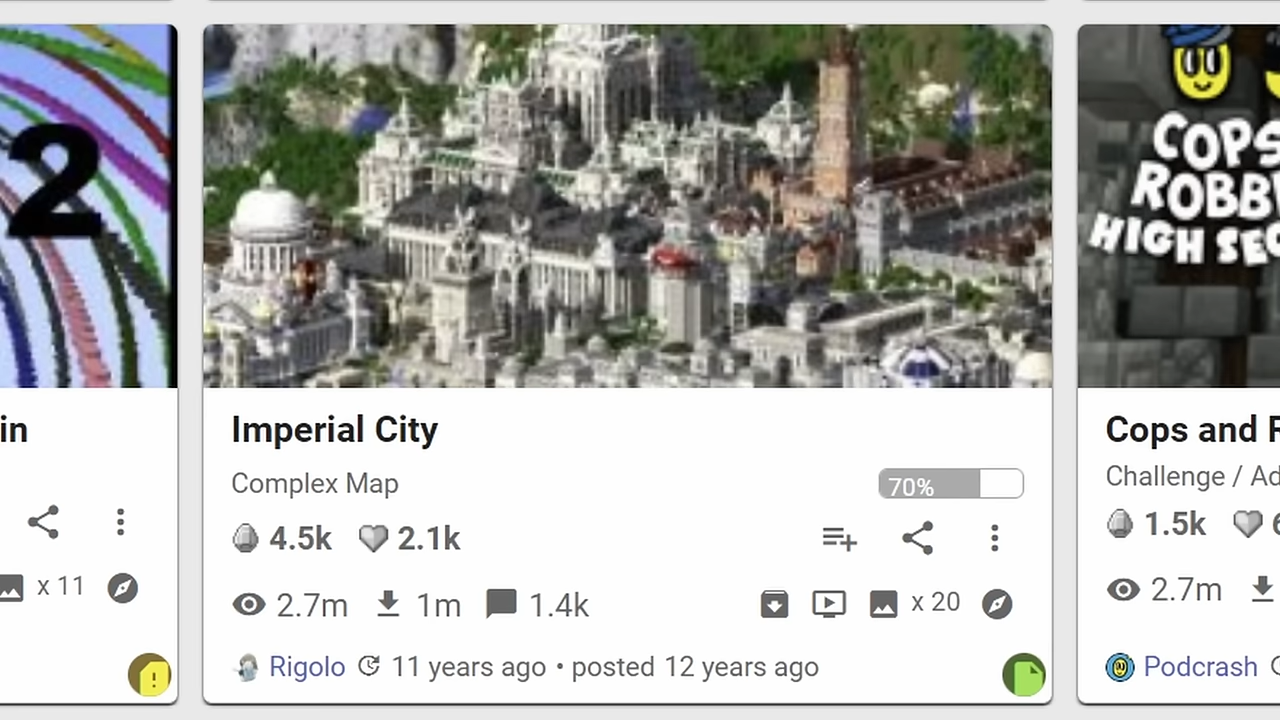 2
in
x 11
Imperial City
Complex Map
70%
4.5k 2.1k
2.7m 1m 1.4k x 20
Rigolo 11 years ago • posted 12 years ago
COPS
ROBB
HIGH SEC
Cops and R
Challenge / Ad
1.5k 6
2.7m
Podcrash